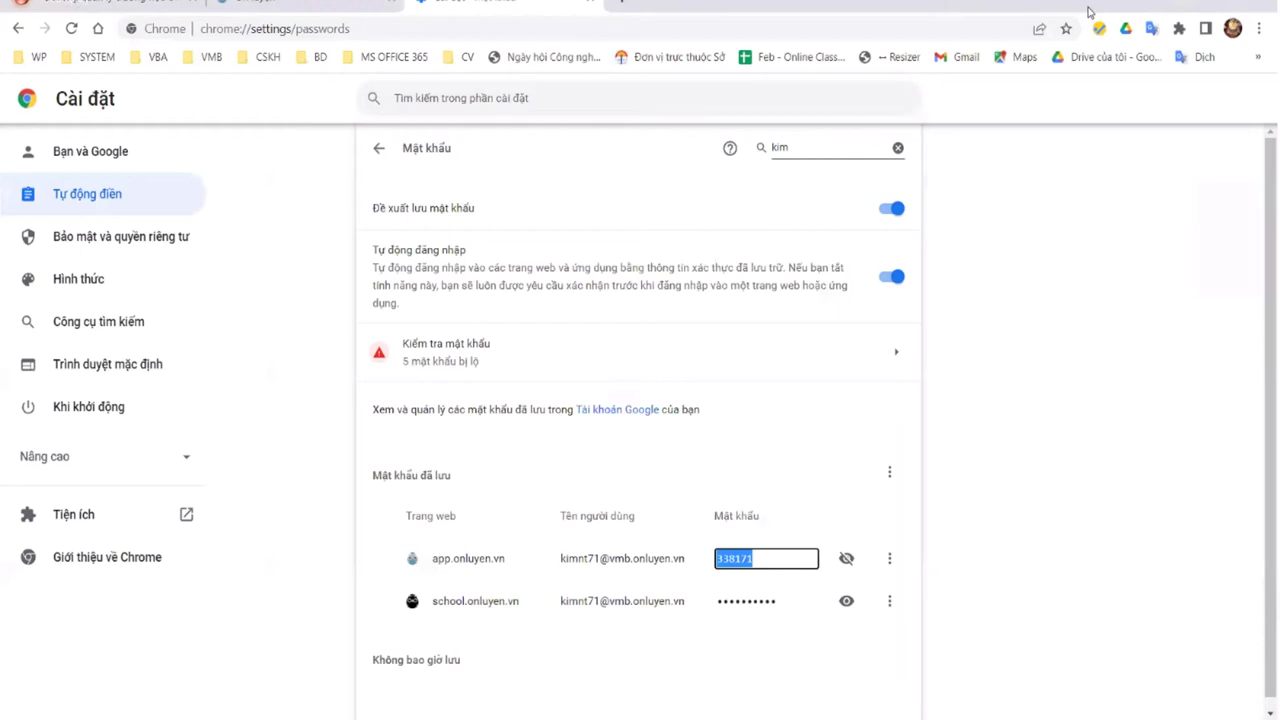 Chrome | chrome://settings/passwords
WP SYSTEM VBA VMB CSKH BD MS OFFICE 365 CV Ngày hội Công ngh... Đơn vị trực thuộc Sở Feb - Online Class... -- Resizer Gmail Maps Drive của tôi - Goo... Dịch »
Cài đặt
Tìm kiếm trong phần cài đặt
Bạn và Google
Tự động điền
Bảo mật và quyền riêng tư
Hình thức
Công cụ tìm kiếm
Trình duyệt mặc định
Khi khởi động
Nâng cao
Tiện ích
Giới thiệu về Chrome
Mật khẩu
kim
Đề xuất lưu mật khẩu
Tự động đăng nhập
Tự động đăng nhập vào các trang web và ứng dụng bằng thông tin xác thực đã lưu trữ. Nếu bạn tắt
tính năng này, bạn sẽ luôn được yêu cầu xác nhận trước khi đăng nhập vào một trang web hoặc ứng
dụng.
Kiểm tra mật khẩu
5 mật khẩu bị lộ
Xem và quản lý các mật khẩu đã lưu trong Tài khoản Google của bạn
Mật khẩu đã lưu
Trang web Tên người dùng Mật khẩu
app.onluyen.vn kimnt71@vmb.onluyen.vn 338171
school.onluyen.vn kimnt71@vmb.onluyen.vn ••••••••••
Không bao giờ lưu